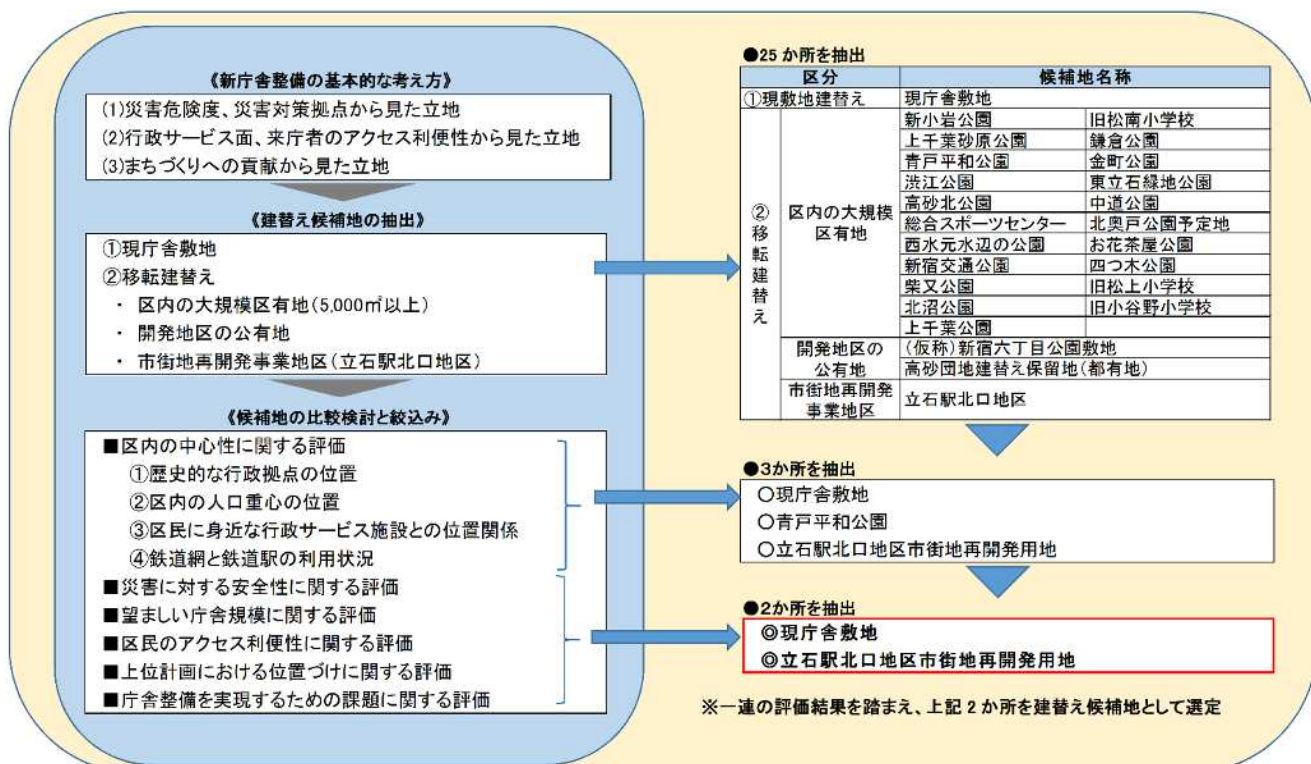 《新庁舎整備の基本的な考え方》
(1)災害危険度、災害対策拠点から見た立地
(2)行政サービス面、来庁者のアクセス利便性から見た立地
(3)まちづくりへの貢献から見た立地
《建替え候補地の抽出》
①現庁舎敷地
②移転建替え
・ 区内の大規模区有地(5,000㎡以上)
・ 開発地区の公有地
・ 市街地再開発事業地区(立石駅北口地区)
《候補地の比較検討と絞込み》
■区内の中心性に関する評価
①歴史的な行政拠点の位置
②区内の人口重心の位置
③区民に身近な行政サービス施設との位置関係
④鉄道網と鉄道駅の利用状況
■災害に対する安全性に関する評価
■望ましい庁舎規模に関する評価
■区民のアクセス利便性に関する評価
■上位計画における位置づけに関する評価
■庁舎整備を実現するための課題に関する評価
●25か所を抽出
区分 候補地名称
①現敷地建替え 現庁舎敷地
②移転建替え
区内の大規模区有地
新小岩公園 旧松南小学校
上千葉砂原公園 鎌倉公園
青戸平和公園 金町公園
渋江公園 東立石緑地公園
高砂北公園 中道公園
総合スポーツセンター 北奥戸公園予定地
西水元水辺の公園 お花茶屋公園
新宿交通公園 四つ木公園
柴又公園 旧松上小学校
北沼公園 旧小谷野小学校
上千葉公園
開発地区の公有地
(仮称)新宿六丁目公園敷地
高砂団地建替え保留地(都有地)
市街地再開発事業地区 立石駅北口地区
●3か所を抽出
○現庁舎敷地
○青戸平和公園
○立石駅北口地区市街地再開発用地
●2か所を抽出
◎現庁舎敷地
◎立石駅北口地区市街地再開発用地
※一連の評価結果を踏まえ、上記2か所を建替え候補地として選定